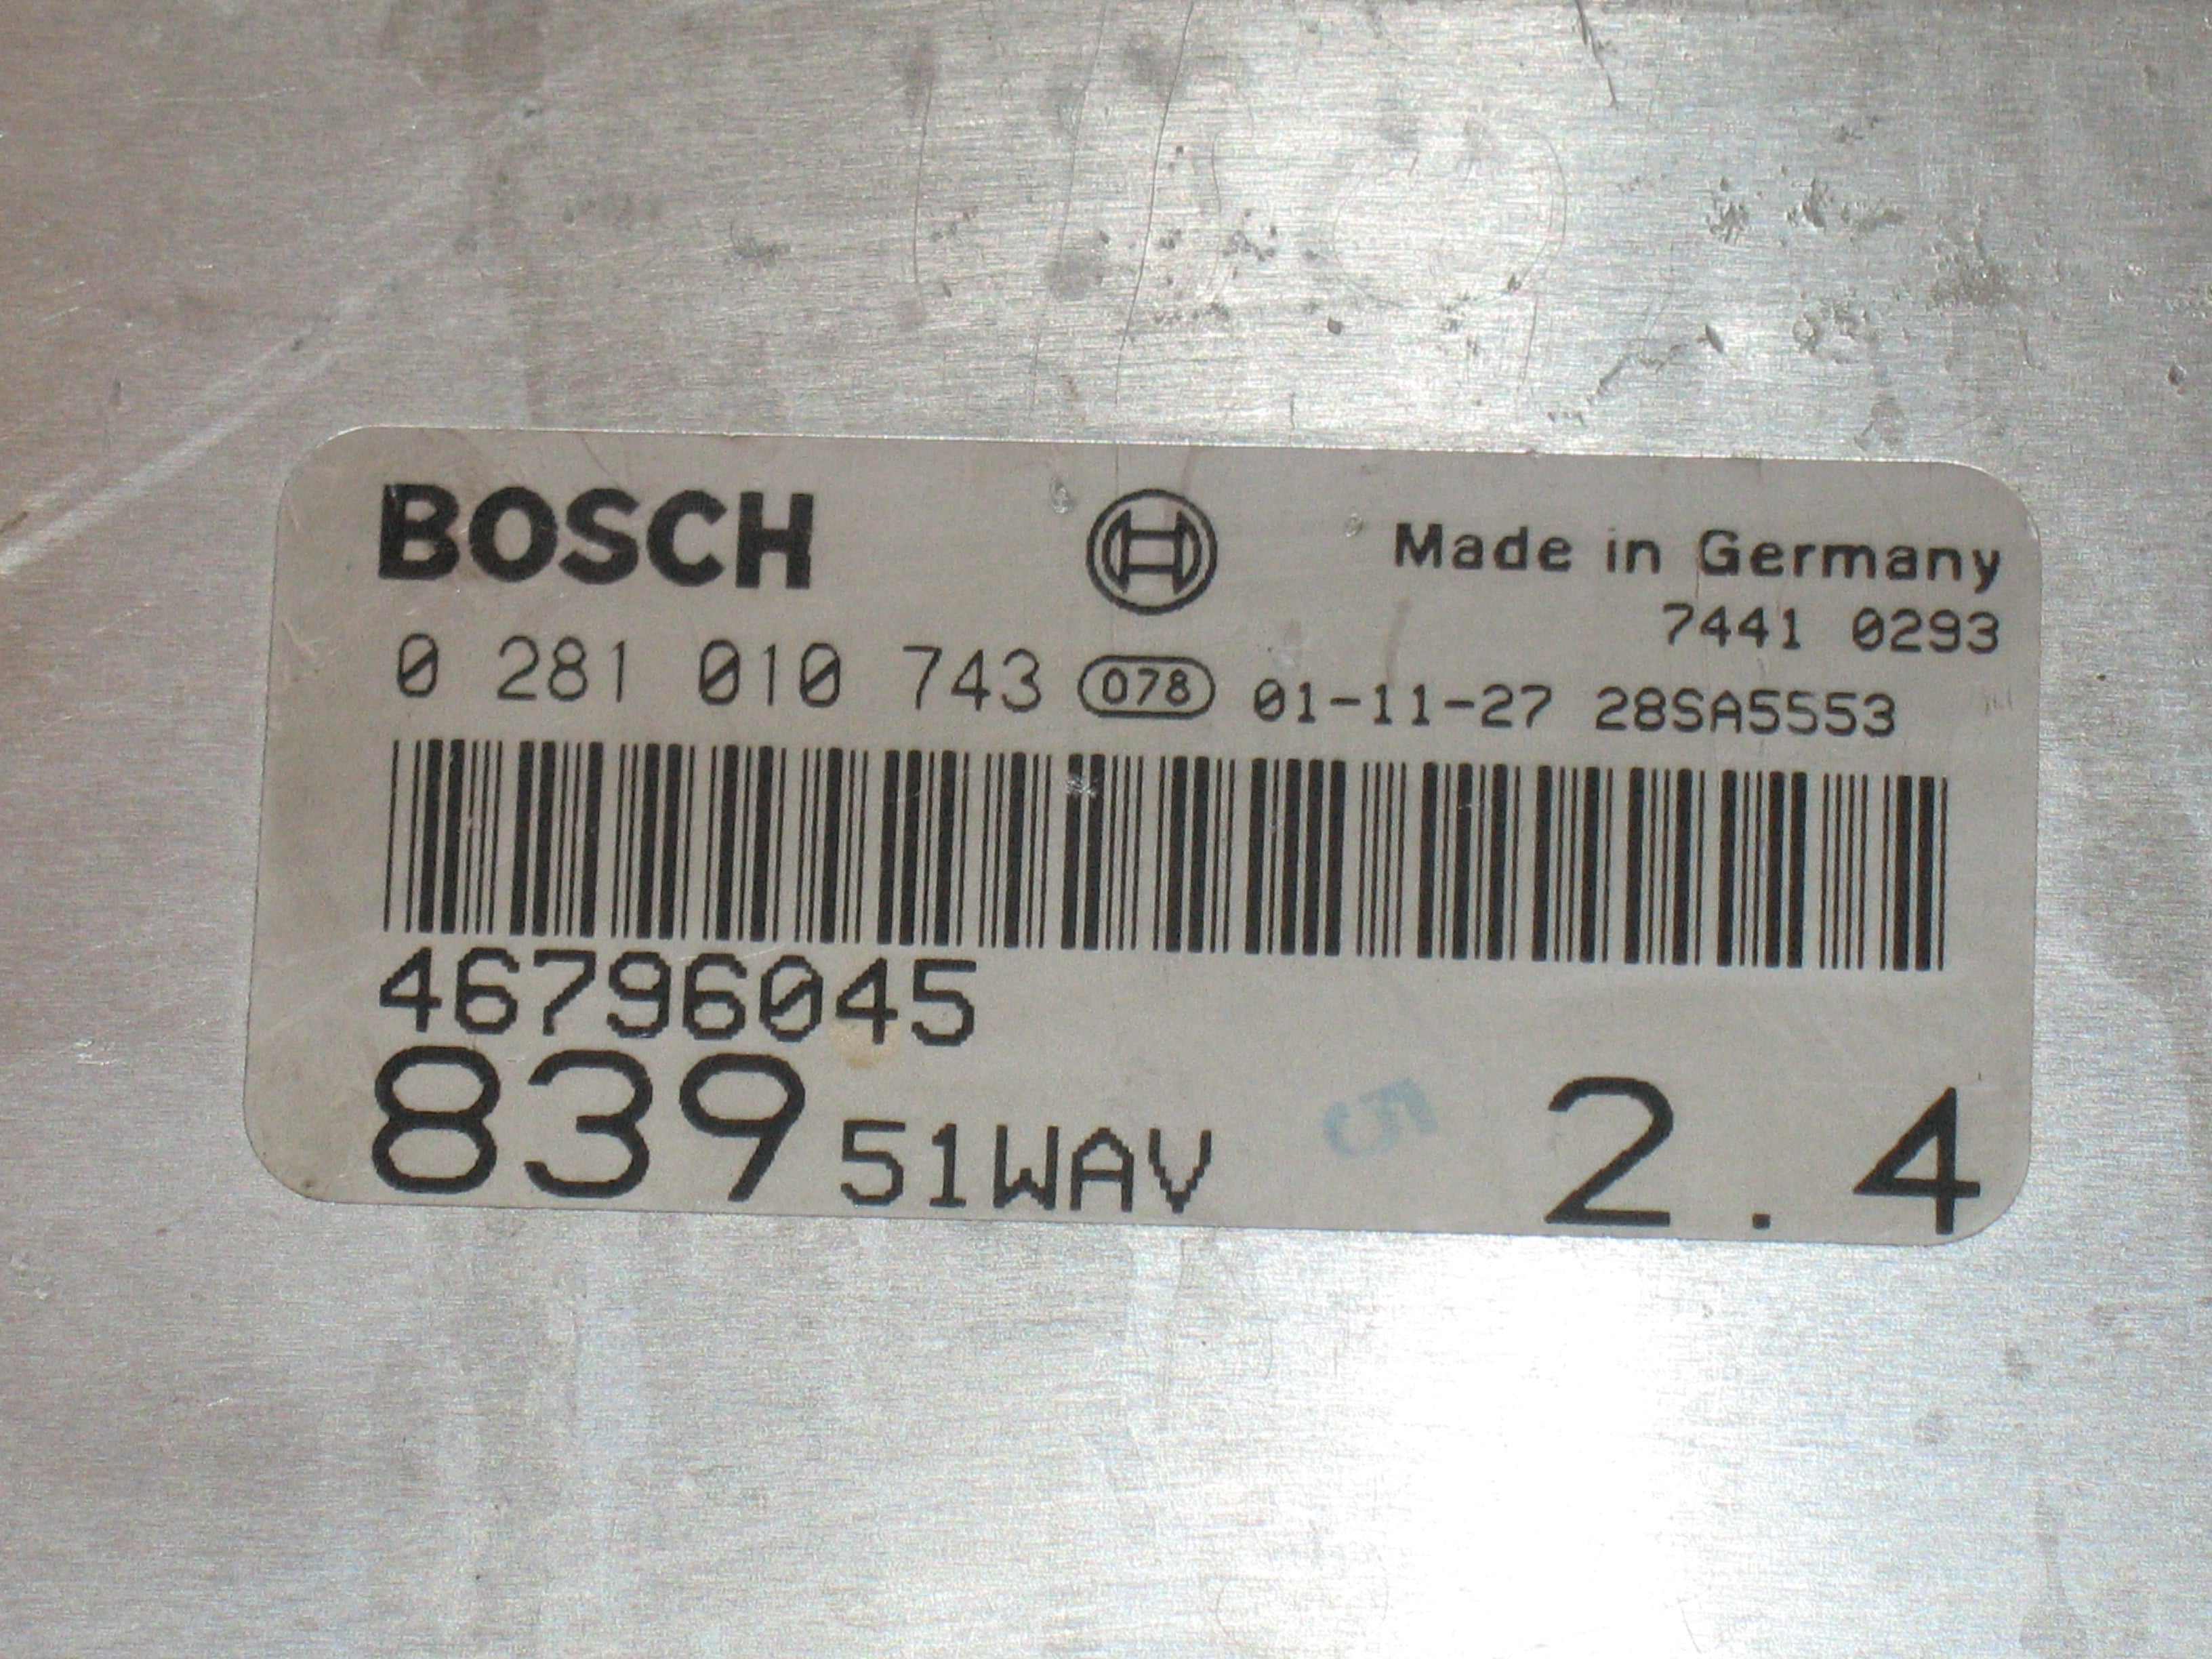 BOSCH
Made in Germany
7441 0293
0 281 010 743 078 01-11-27 28SA5553
46796045
839 51WAV 2.4